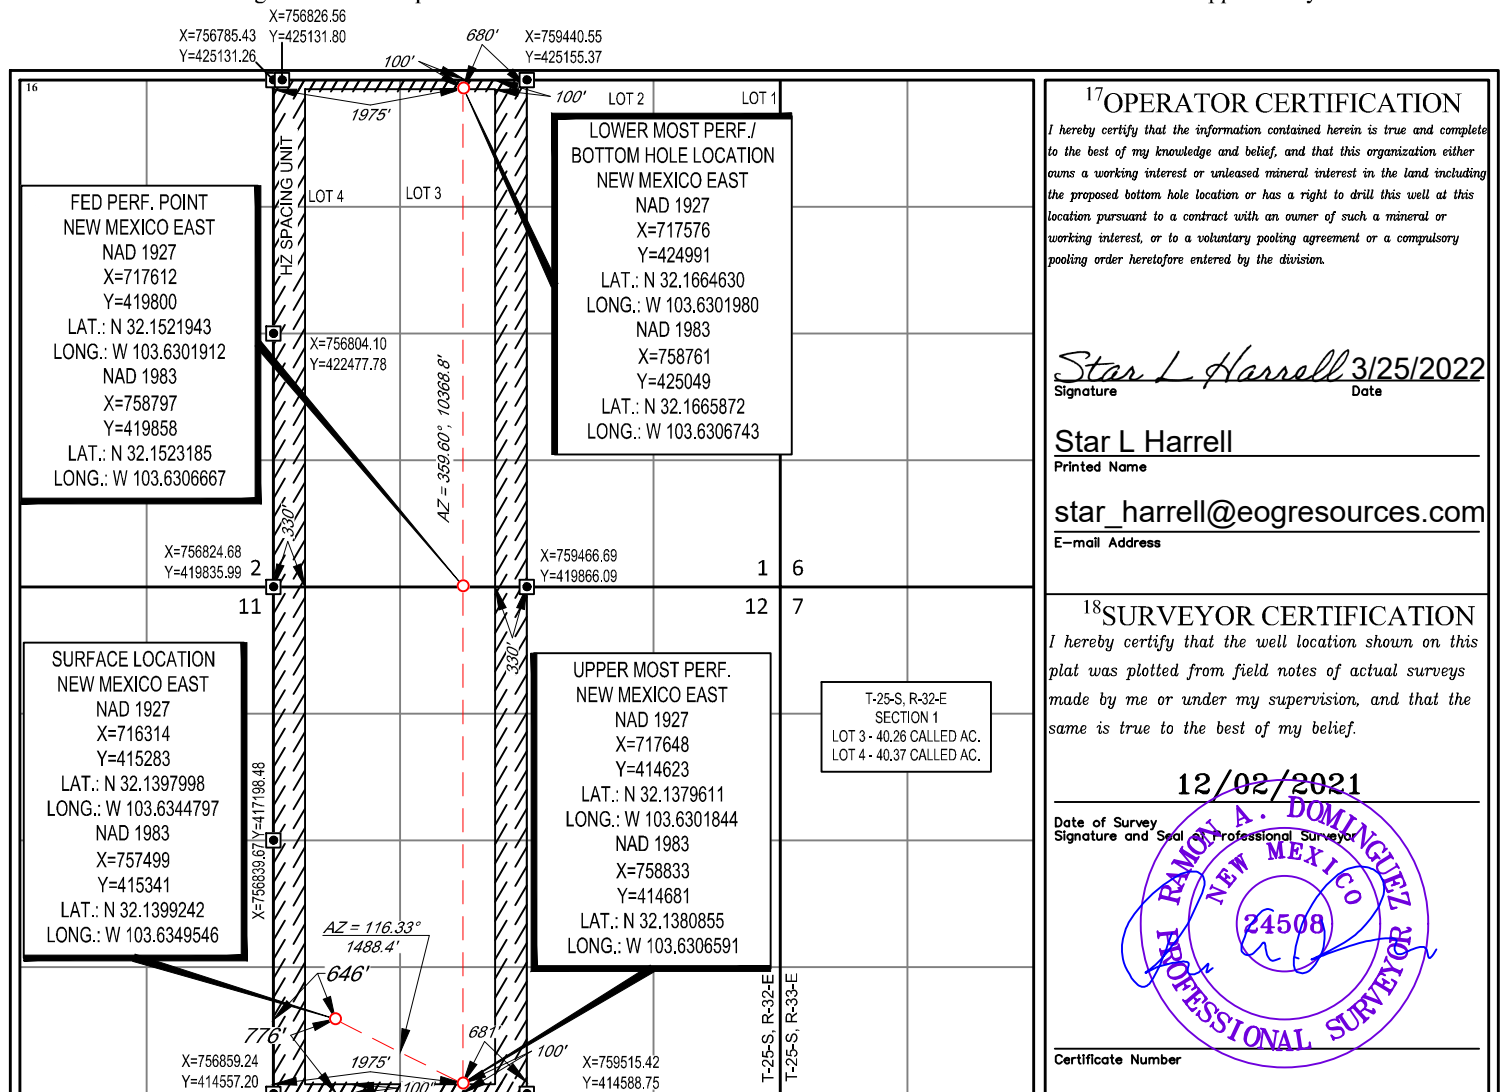 X=756826.56
X=756785.43 Y=425131.80
Y=425131.26
680'
X=759440.55
Y=425155.37
100'
16
1975'
100'
LOT 2
LOT 1
HZ SPACING UNIT
LOT 4
LOT 3
LOWER MOST PERF./
BOTTOM HOLE LOCATION
NEW MEXICO EAST
NAD 1927
X=717576
Y=424991
LAT.: N 32.1664630
LONG.: W 103.6301980
NAD 1983
X=758761
Y=425049
LAT.: N 32.1665872
LONG.: W 103.6306743
FED PERF. POINT
NEW MEXICO EAST
NAD 1927
X=717612
Y=419800
LAT.: N 32.1521943
LONG.: W 103.6301912
NAD 1983
X=758797
Y=419858
LAT.: N 32.1523185
LONG.: W 103.6306667
X=756804.10
Y=422477.78
AZ = 359.60°, 10368.8'
330'
X=756824.68
Y=419835.99
2
11
X=759466.69
Y=419866.09
1 6
12 7
330'
SURFACE LOCATION
NEW MEXICO EAST
NAD 1927
X=716314
Y=415283
LAT.: N 32.1397998
LONG.: W 103.6344797
NAD 1983
X=757499
Y=415341
LAT.: N 32.1399242
LONG.: W 103.6349546
X=756839.67 Y=417198.48
UPPER MOST PERF.
NEW MEXICO EAST
NAD 1927
X=717648
Y=414623
LAT.: N 32.1379611
LONG.: W 103.6301844
NAD 1983
X=758833
Y=414681
LAT.: N 32.1380855
LONG.: W 103.6306591
T-25-S, R-32-E
SECTION 1
LOT 3 - 40.26 CALLED AC.
LOT 4 - 40.37 CALLED AC.
AZ = 116.33°
1488.4'
646'
776'
X=756859.24
Y=414557.20
1975'
100'
681'
100'
X=759515.42
Y=414588.75
T-25-S, R-32-E
T-25-S, R-33-E
17 OPERATOR CERTIFICATION
I hereby certify that the information contained herein is true and complete
to the best of my knowledge and belief, and that this organization either
owns a working interest or unleased mineral interest in the land including
the proposed bottom hole location or has a right to drill this well at this
location pursuant to a contract with an owner of such a mineral or
working interest, or to a voluntary pooling agreement or a compulsory
pooling order heretofore entered by the division.
Star L Harrell 3/25/2022
Signature Date
Star L Harrell
Printed Name
star_harrell@eogresources.com
E-mail Address
18 SURVEYOR CERTIFICATION
I hereby certify that the well location shown on this
plat was plotted from field notes of actual surveys
made by me or under my supervision, and that the
same is true to the best of my belief.
12/02/2021
Date of Survey
Signature and Seal of Professional Surveyor
RAMON A. DOMINGUEZ
NEW MEXICO
24508
PROFESSIONAL SURVEYOR
Certificate Number